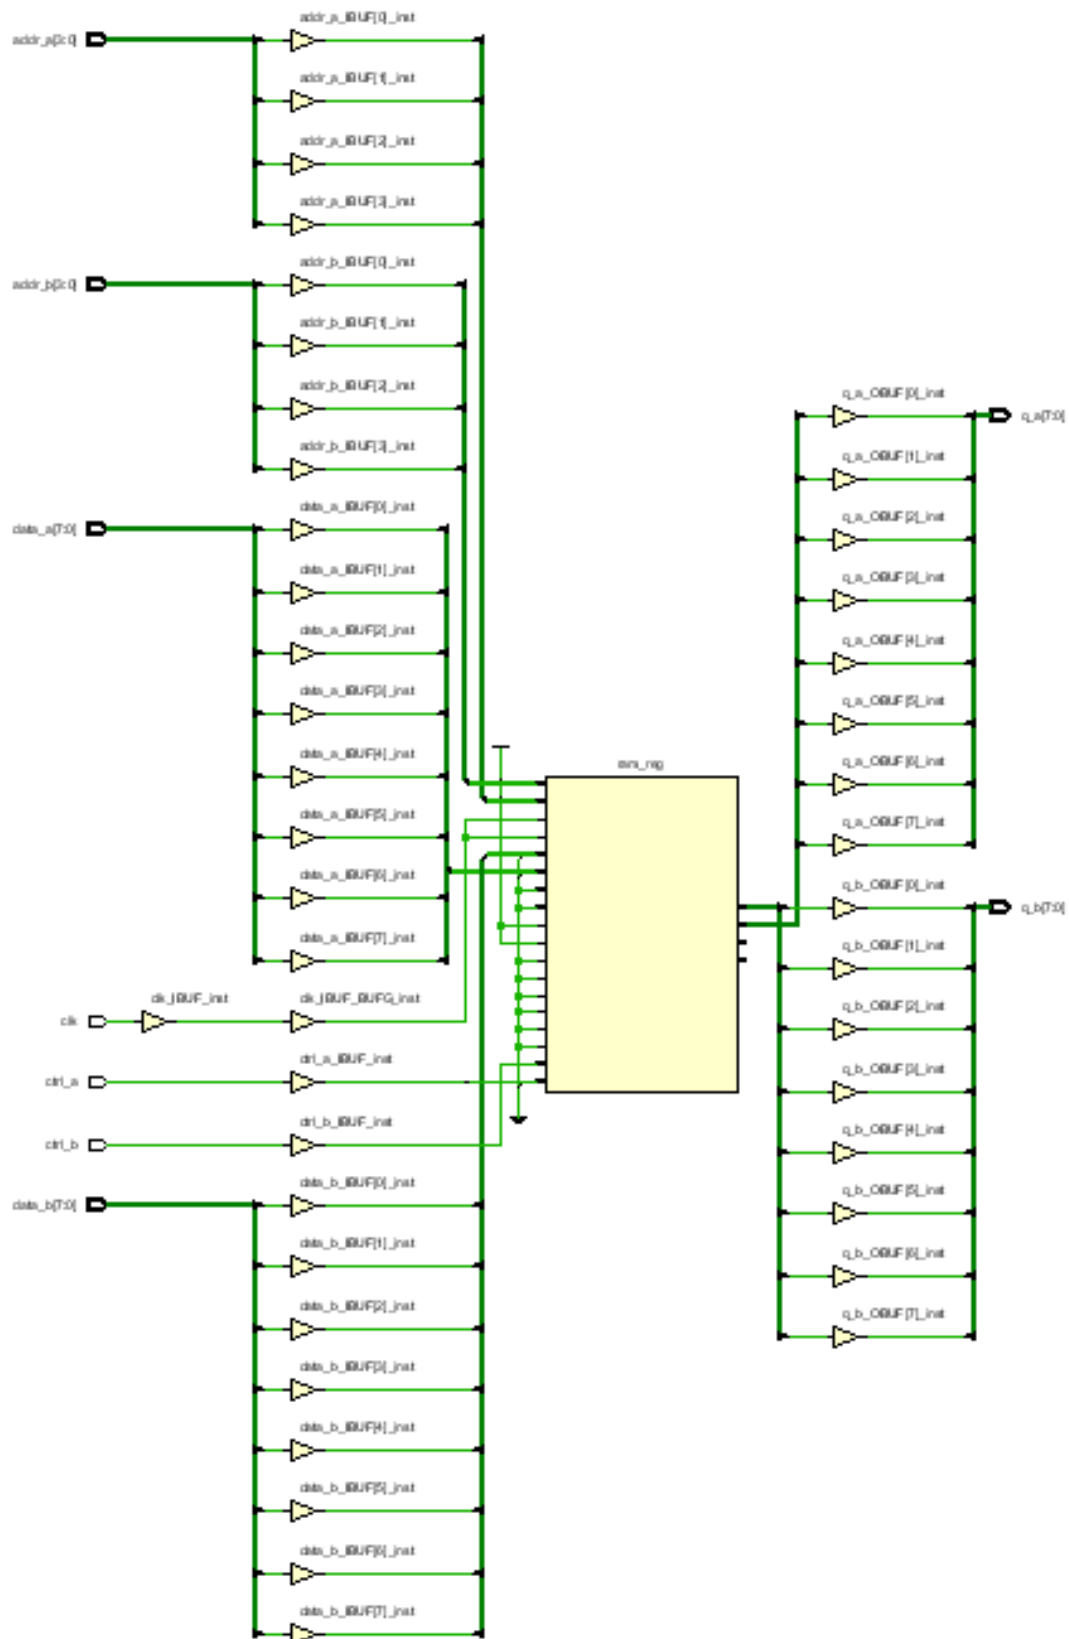 addr_a_IBUF[0]_inst
addr_a[3:0]
addr_a_IBUF[1]_inst
addr_a_IBUF[2]_inst
addr_a_IBUF[3]_inst
addr_b_IBUF[0]_inst
addr_b[3:0]
addr_b_IBUF[1]_inst
addr_b_IBUF[2]_inst
q_a_OBUF[0]_inst
q_a[7:0]
addr_b_IBUF[3]_inst
q_a_OBUF[1]_inst
data_a_IBUF[0]_inst
q_a_OBUF[2]_inst
data_a[7:0]
data_a_IBUF[1]_inst
q_a_OBUF[3]_inst
data_a_IBUF[2]_inst
q_a_OBUF[4]_inst
data_a_IBUF[3]_inst
q_a_OBUF[5]_inst
data_a_IBUF[4]_inst
ram_reg
q_a_OBUF[6]_inst
data_a_IBUF[5]_inst
q_a_OBUF[7]_inst
data_a_IBUF[6]_inst
q_b_OBUF[0]_inst
q_b[7:0]
data_a_IBUF[7]_inst
q_b_OBUF[1]_inst
clk_IBUF_inst
clk_IBUF_BUFG_inst
q_b_OBUF[2]_inst
clk
ctrl_a_IBUF_inst
q_b_OBUF[3]_inst
ctrl_a
ctrl_b_IBUF_inst
q_b_OBUF[4]_inst
ctrl_b
data_b_IBUF[0]_inst
q_b_OBUF[5]_inst
data_b[7:0]
data_b_IBUF[1]_inst
q_b_OBUF[6]_inst
data_b_IBUF[2]_inst
q_b_OBUF[7]_inst
data_b_IBUF[3]_inst
data_b_IBUF[4]_inst
data_b_IBUF[5]_inst
data_b_IBUF[6]_inst
data_b_IBUF[7]_inst